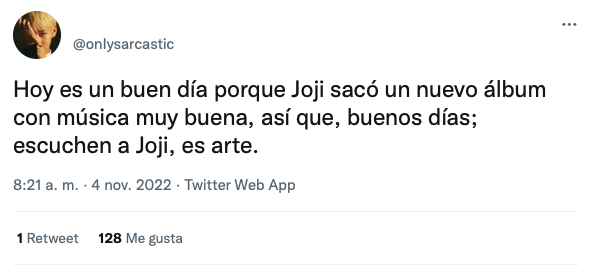 @onlysarcastic
Hoy es un buen día porque Joji sacó un nuevo álbum
con música muy buena, así que, buenos días;
escuchen a Joji, es arte.
8:21 a. m. · 4 nov. 2022 · Twitter Web App
1 Retweet 128 Me gusta